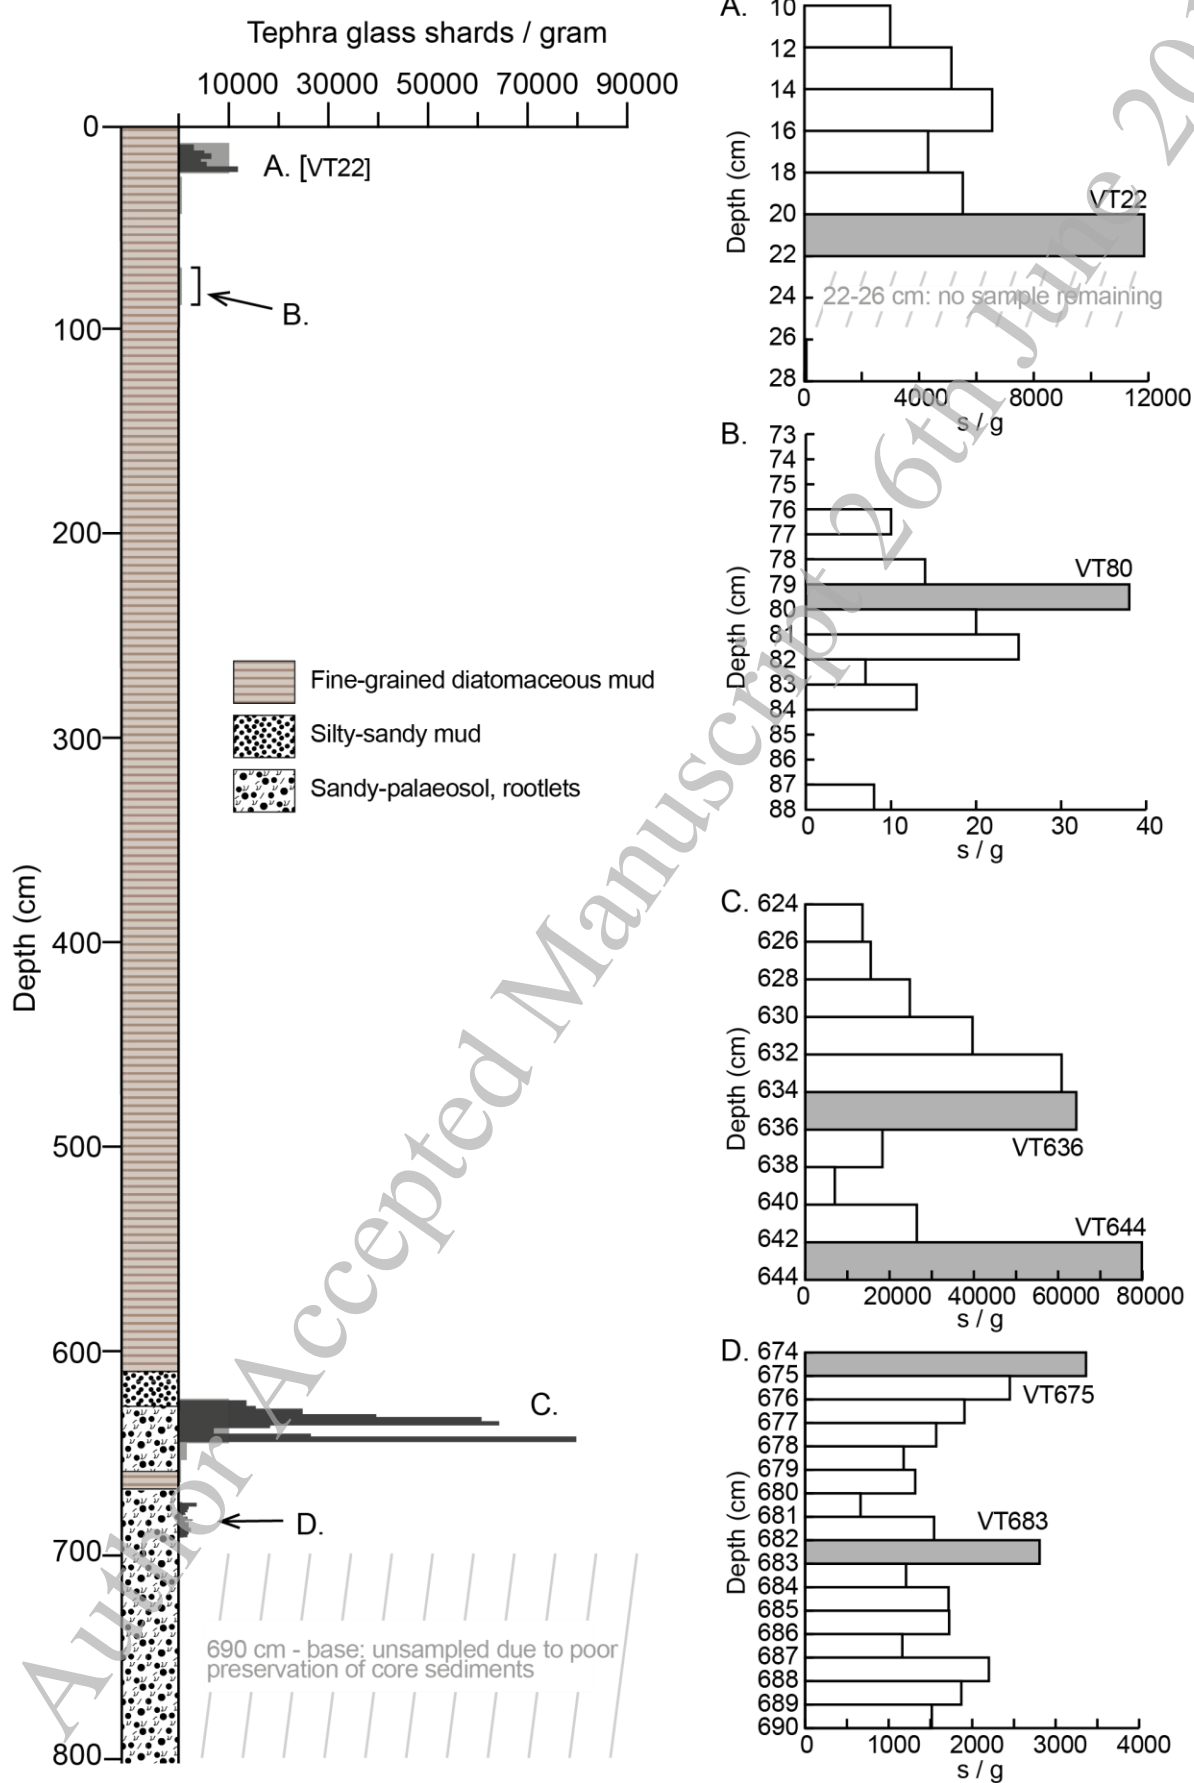 Tephra glass shards / gram
10000 30000 50000 70000 90000
0
100
200
300
400
500
600
700
800
Depth (cm)
A. [VT22]
B.
C.
D.
Fine-grained diatomaceous mud
Silty-sandy mud
Sandy-palaeosol, rootlets
690 cm - base: unsampled due to poor
preservation of core sediments
A.
10
12
14
16
18
20
22
24
26
28
Depth (cm)
VT22
22-26 cm: no sample remaining
0 4000 8000 12000
s / g
B.
73
74
75
76
77
78
79
80
81
82
83
84
85
86
87
88
Depth (cm)
VT80
0 10 20 30 40
s / g
C.
624
626
628
630
632
634
636
638
640
642
644
Depth (cm)
VT636
VT644
0 20000 40000 60000 80000
s / g
D.
674
675
676
677
678
679
680
681
682
683
684
685
686
687
688
689
690
Depth (cm)
VT675
VT683
0 1000 2000 3000 4000
s / g
Author Accepted Manuscript 26th June